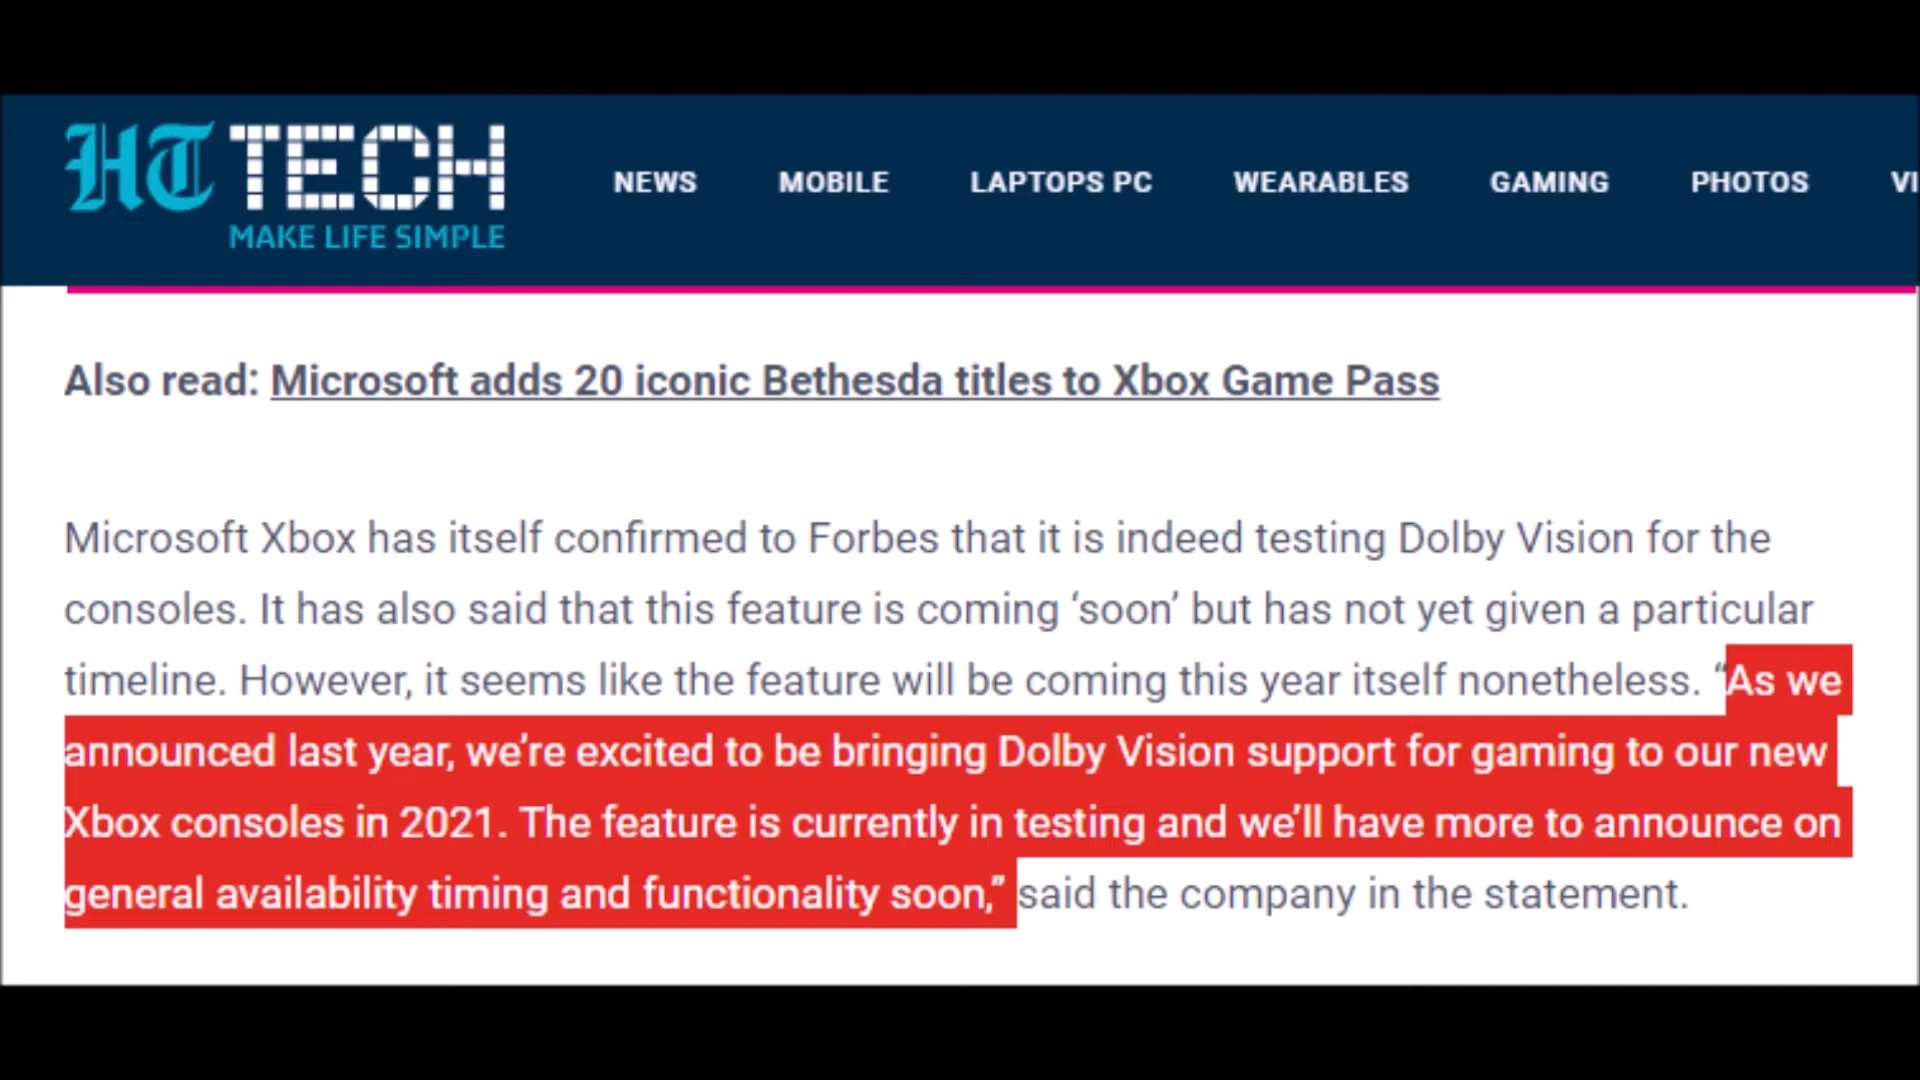 HT TECH
MAKE LIFE SIMPLE
NEWS MOBILE LAPTOPS PC WEARABLES GAMING PHOTOS VI
Also read: Microsoft adds 20 iconic Bethesda titles to Xbox Game Pass
Microsoft Xbox has itself confirmed to Forbes that it is indeed testing Dolby Vision for the
consoles. It has also said that this feature is coming ‘soon’ but has not yet given a particular
timeline. However, it seems like the feature will be coming this year itself nonetheless. “As we
announced last year, we’re excited to be bringing Dolby Vision support for gaming to our new
Xbox consoles in 2021. The feature is currently in testing and we’ll have more to announce on
general availability timing and functionality soon,” said the company in the statement.